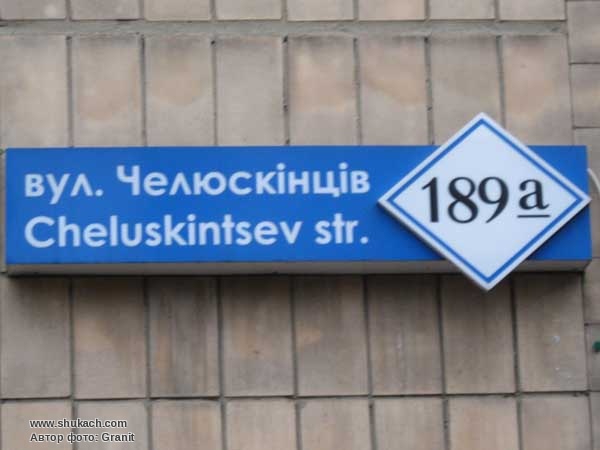 вул. Челюскінців
Cheluskintsev str.
189а
www.shukach.com
Автор фото: Granit